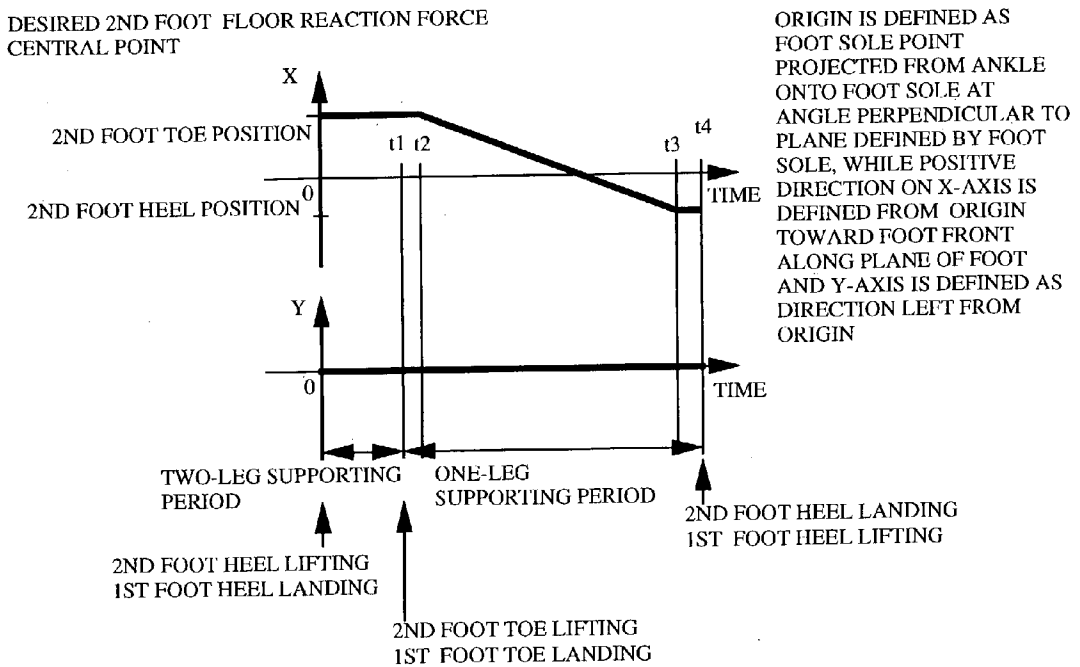 DESIRED 2ND FOOT FLOOR REACTION FORCE
CENTRAL POINT
X
2ND FOOT TOE POSITION
t1
t2
t3
t4
0
TIME
2ND FOOT HEEL POSITION
Y
0
TIME
TWO-LEG SUPPORTING
PERIOD
ONE-LEG
SUPPORTING PERIOD
2ND FOOT HEEL LANDING
1ST FOOT HEEL LIFTING
2ND FOOT HEEL LIFTING
1ST FOOT HEEL LANDING
2ND FOOT TOE LIFTING
1ST FOOT TOE LANDING
ORIGIN IS DEFINED AS
FOOT SOLE POINT
PROJECTED FROM ANKLE
ONTO FOOT SOLE AT
ANGLE PERPENDICULAR TO
PLANE DEFINED BY FOOT
SOLE, WHILE POSITIVE
DIRECTION ON X-AXIS IS
DEFINED FROM ORIGIN
TOWARD FOOT FRONT
ALONG PLANE OF FOOT
AND Y-AXIS IS DEFINED AS
DIRECTION LEFT FROM
ORIGIN